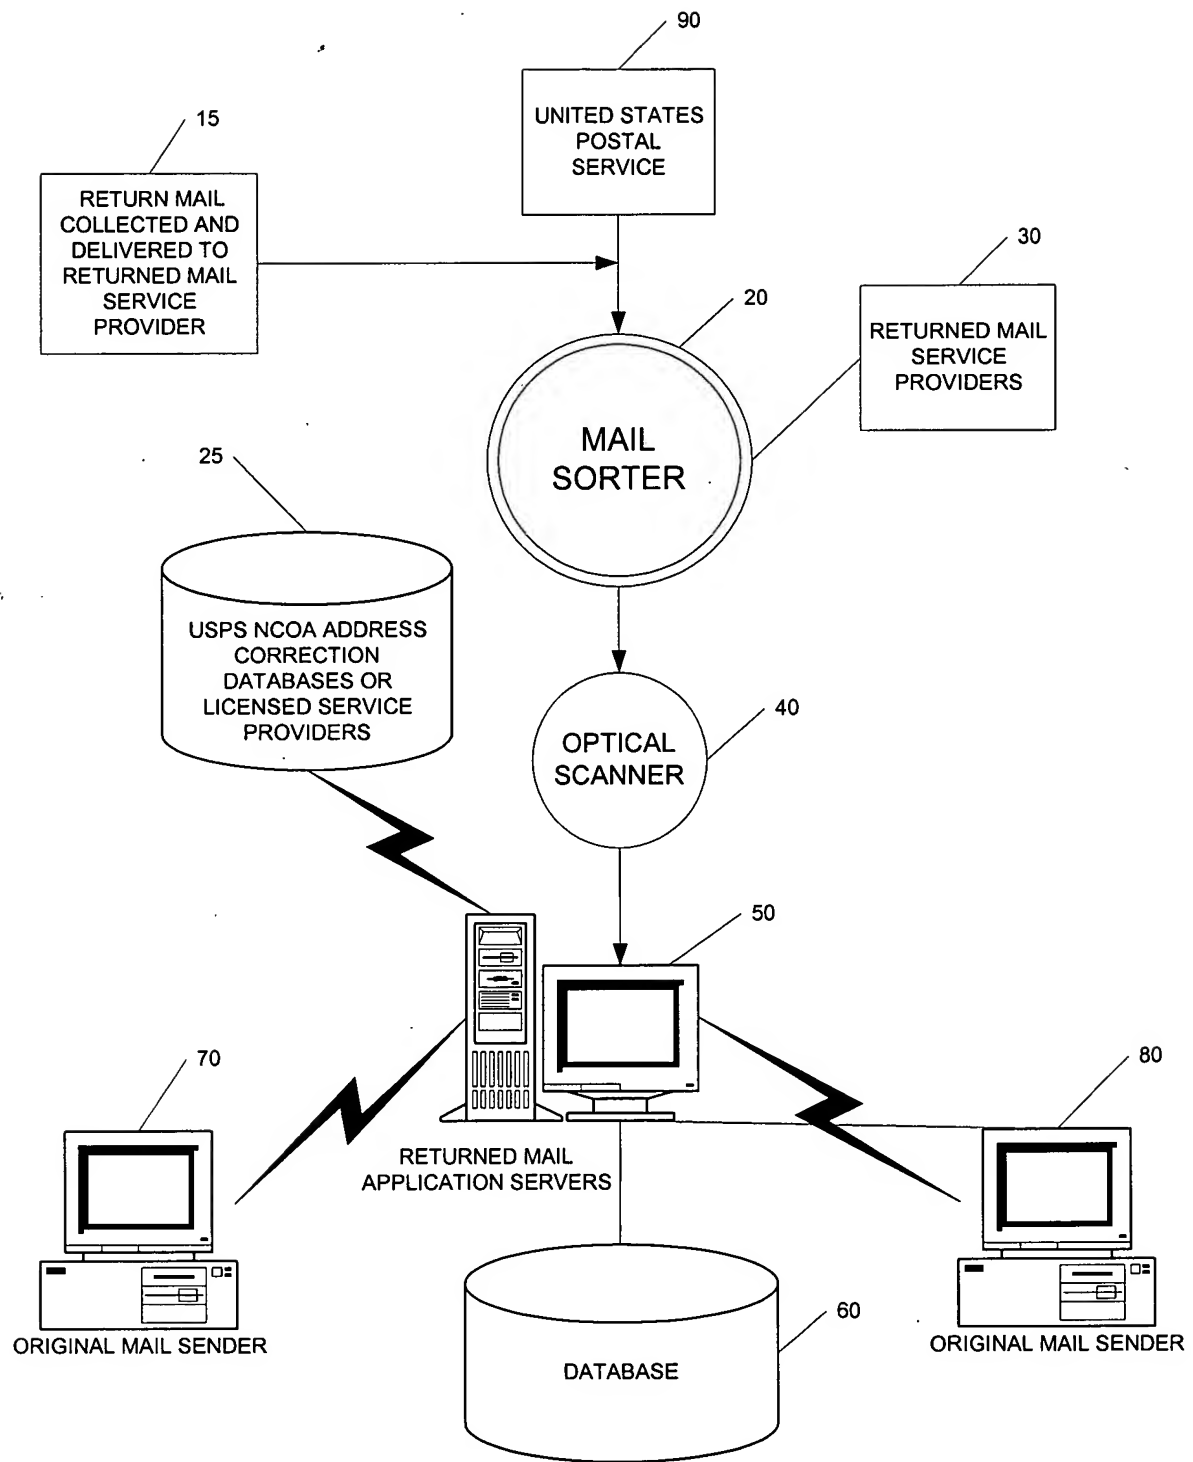 90
UNITED STATES
POSTAL
SERVICE
15
RETURN MAIL
COLLECTED AND
DELIVERED TO
RETURNED MAIL
SERVICE
PROVIDER
30
RETURNED MAIL
SERVICE
PROVIDERS
20
MAIL
SORTER
25
USPS NCOA ADDRESS
CORRECTION
DATABASES OR
LICENSED SERVICE
PROVIDERS
40
OPTICAL
SCANNER
50
RETURNED MAIL
APPLICATION SERVERS
70
ORIGINAL MAIL SENDER
80
ORIGINAL MAIL SENDER
60
DATABASE